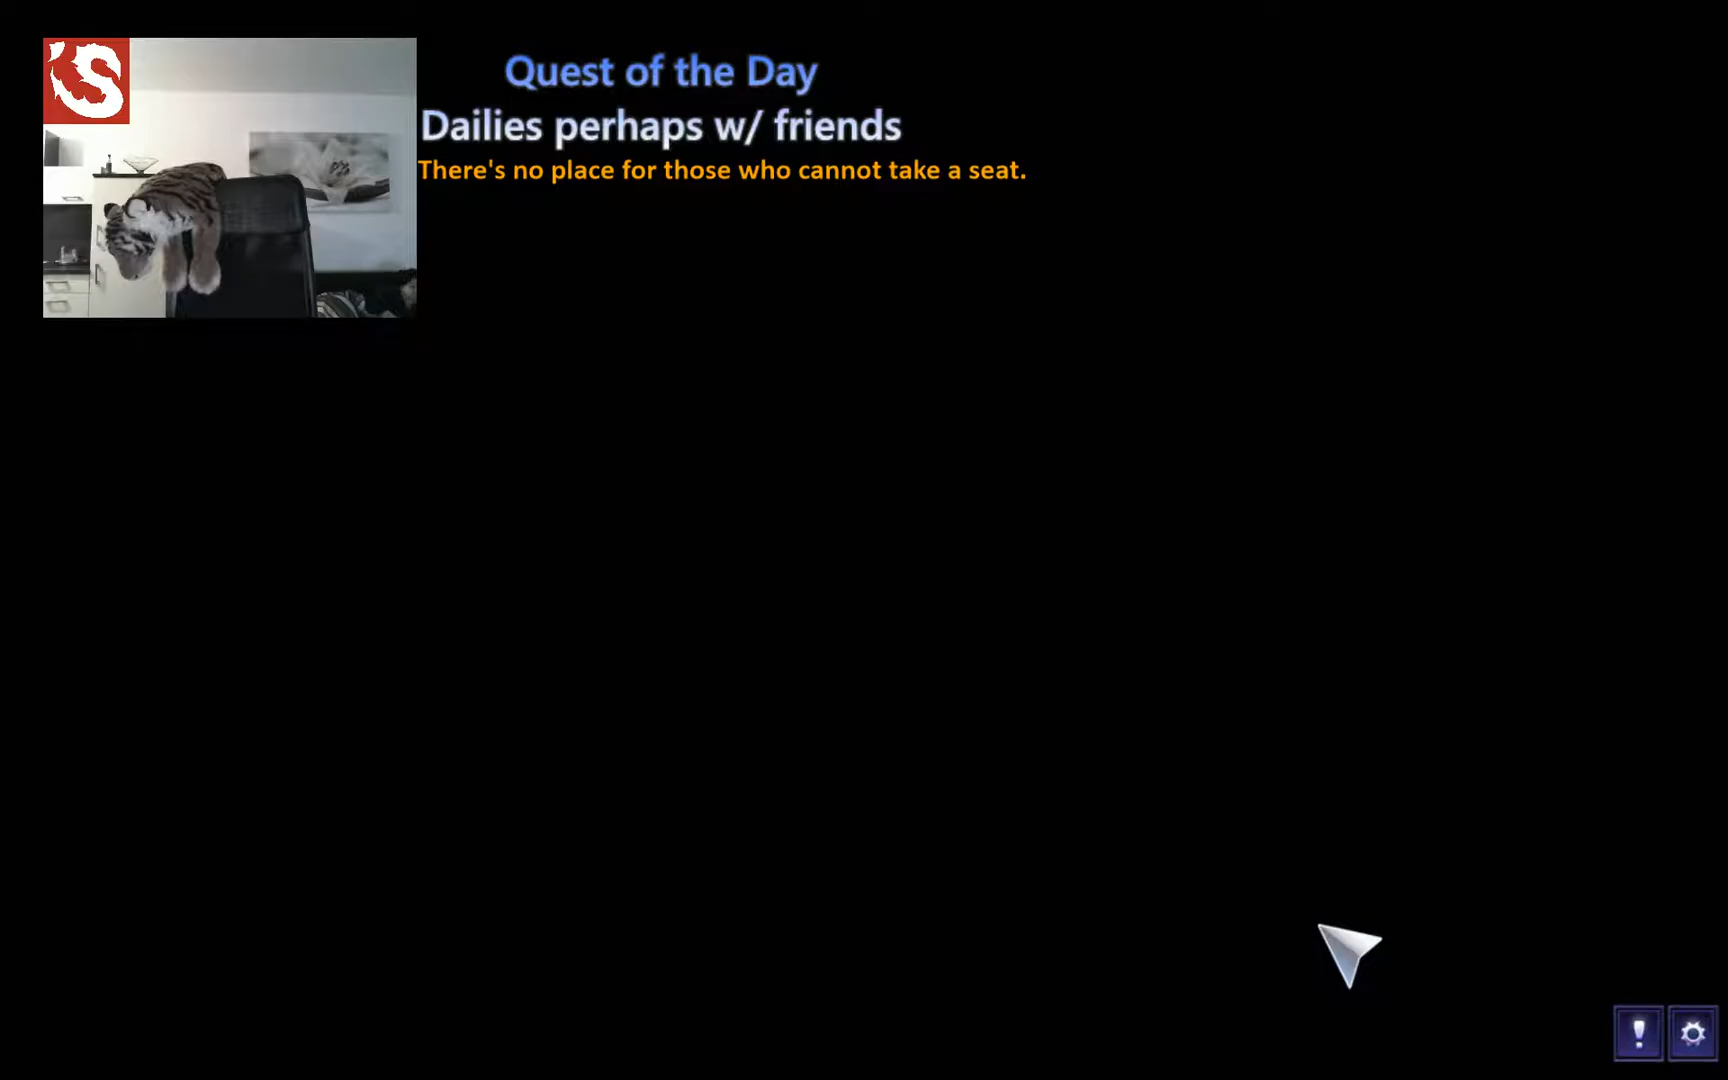 Quest of the Day
Dailies perhaps w/ friends
There's no place for those who cannot take a seat.